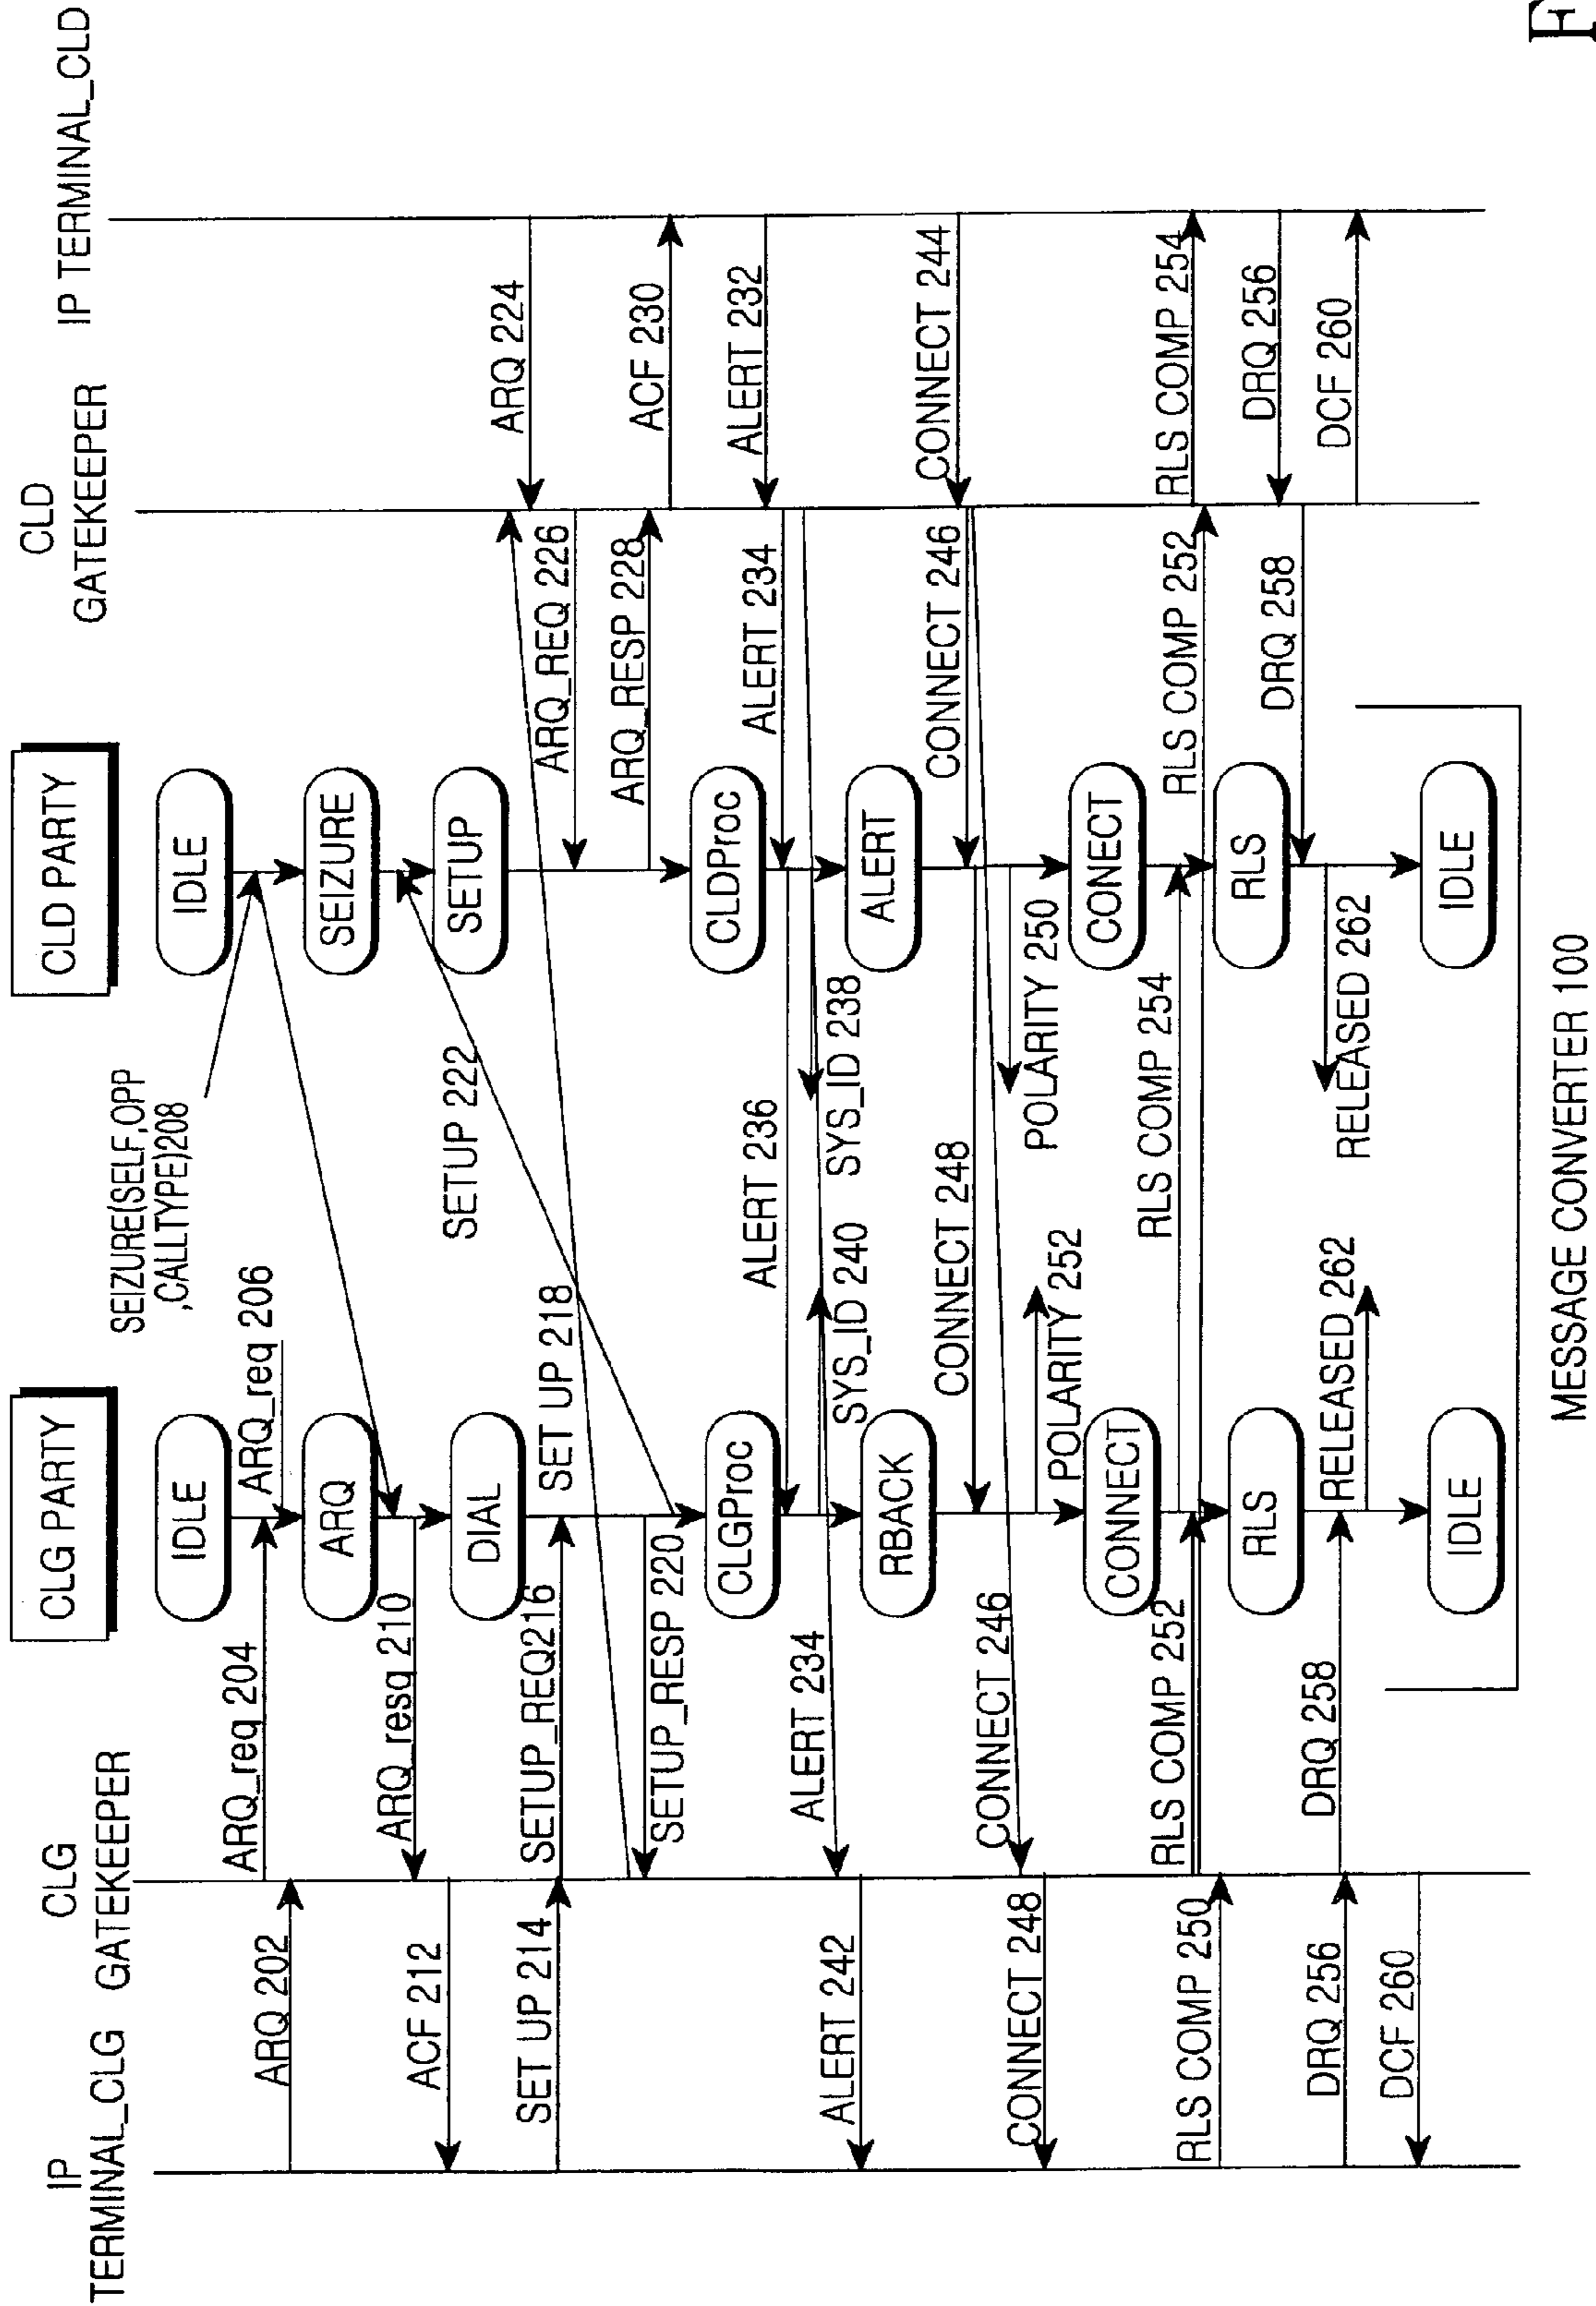 IP
TERMINAL_CLG
CLG
GATEKEEPER
CLG PARTY
CLD PARTY
CLD
GATEKEEPER
IP TERMINAL_CLD
IDLE
IDLE
SEIZURE(SELF,OPP
,CALLTYPE)208
ARQ 202
ARQ_req 204
ARQ_req 206
ARQ
SEIZURE
ACF 212
ARQ_resq 210
DIAL
SETUP
SETUP 222
SET UP 214
SETUP_REQ216
SET UP 218
ARQ 224
ARQ_REQ 226
SETUP_RESP 220
ARQ_RESP 228
ACF 230
CLGProc
CLDProc
ALERT 232
ALERT 234
ALERT 236
ALERT 234
SYS_ID 240
SYS_ID 238
ALERT 242
RBACK
ALERT
CONNECT 244
CONNECT 246
CONNECT 248
CONNECT 246
CONNECT 248
POLARITY 252
POLARITY 250
CONNECT
CONECT
RLS COMP 250
RLS COMP 252
RLS COMP 254
RLS COMP 252
RLS COMP 254
RLS
RLS
DRQ 256
DRQ 258
RELEASED 262
RELEASED 262
DRQ 258
DRQ 256
DCF 260
DCF 260
IDLE
IDLE
MESSAGE CONVERTER 100
F